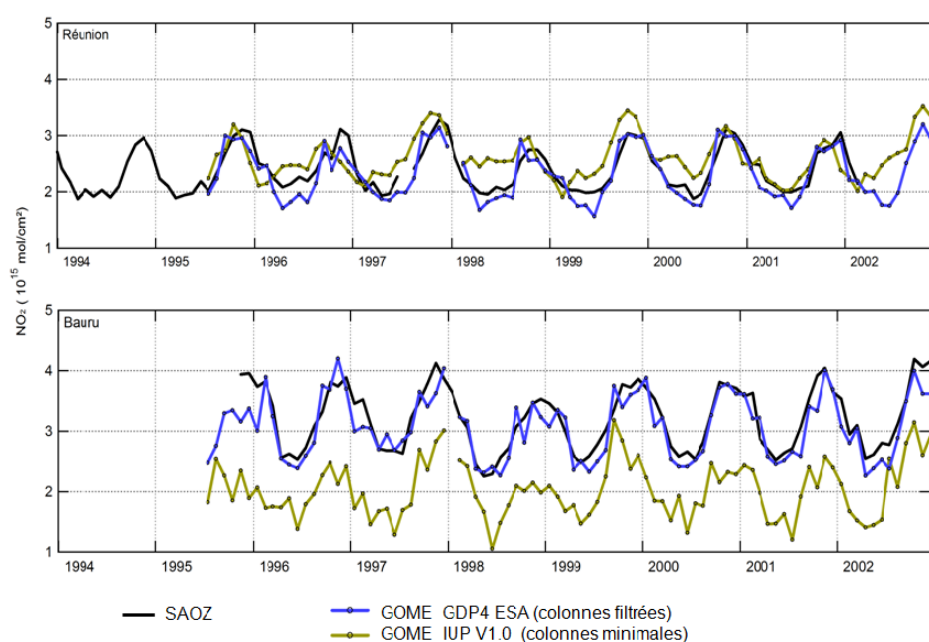 5
Réunion
4
3
2
1
1994 1995 1996 1997 1998 1999 2000 2001 2002
NO₂ ( 10¹⁵ mol/cm²)
5
Bauru
4
3
2
1
1994 1995 1996 1997 1998 1999 2000 2001 2002
SAOZ
GOME GDP4 ESA (colonnes filtrées)
GOME IUP V1.0 (colonnes minimales)